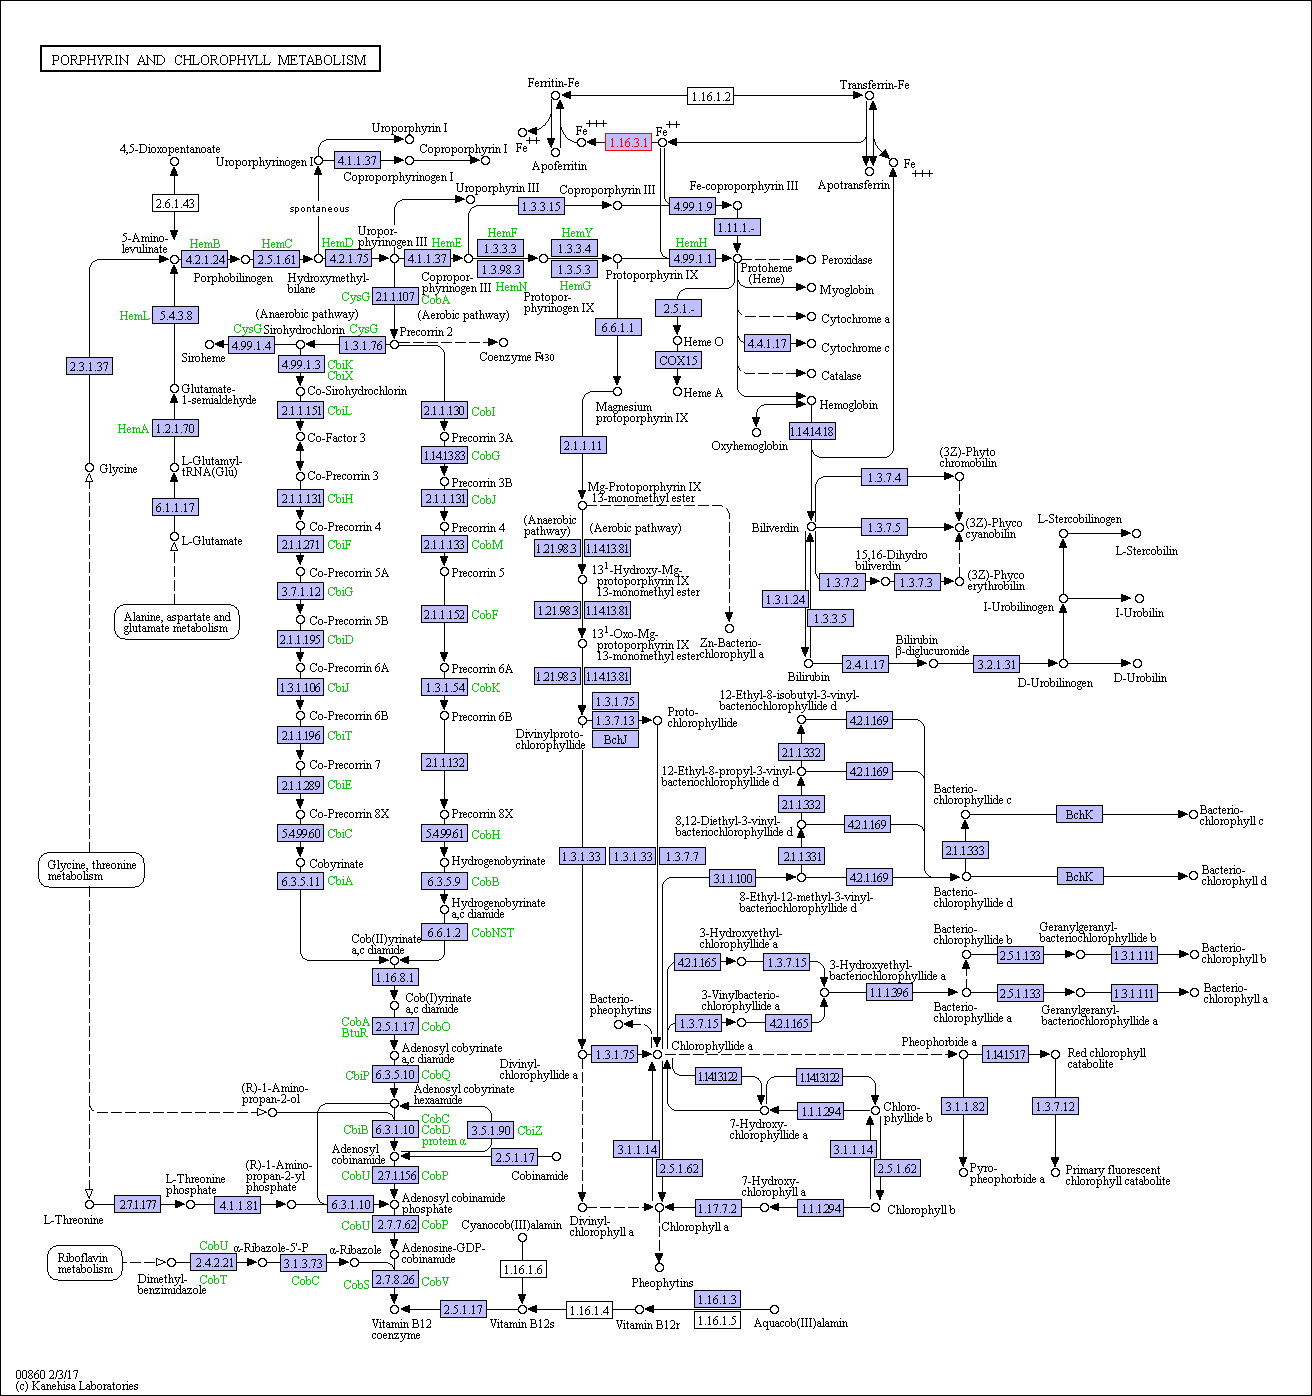 PORPHYRIN AND CHLOROPHYLL METABOLISM
Ferritin-Fe
1.16.1.2
Transferrin-Fe
Fe
++
Fe
+++
1.16.3.1
Fe
++
Apoferritin
Apotransferrin
Fe
+++
4,5-Dioxopentanoate
2.6.1.43
5-Amino-
levulinate
Uroporphyrin I
Uroporphyrinogen I
4.1.1.37
Coproporphyrin I
Coproporphyrinogen I
spontaneous
Uroporphyrin III
1.3.3.15
Coproporphyrin III
Fe-coproporphyrin III
4.99.1.9
1.11.1.-
HemB
4.2.1.24
HemC
2.5.1.61
HemD
4.2.1.75
Uropor-
phyrinogen III
HemE
4.1.1.37
HemF
1.3.3.3
1.3.98.3
HemN
HemY
1.3.3.4
1.3.5.3
HemG
HemH
4.99.1.1
Porphobilinogen
Hydroxymethyl-
bilane
Copropor-
phyrinogen III
Protopor-
phyrinogen IX
Protoporphyrin IX
Protoheme
(Heme)
Peroxidase
Myoglobin
Cytochrome a
4.4.1.17
Cytochrome c
Catalase
Hemoglobin
Oxyhemoglobin
1.14.14.18
2.5.1.-
Heme O
COX15
Heme A
6.6.1.1
Magnesium
protoporphyrin IX
HemL
5.4.3.8
2.3.1.37
Glutamate-
1-semialdehyde
HemA
1.2.1.70
Glycine
L-Glutamyl-
tRNA(Glu)
6.1.1.17
L-Glutamate
Alanine, aspartate and
glutamate metabolism
CysG
2.1.1.107
CobA
(Anaerobic pathway)
(Aerobic pathway)
CysG
Sirohydrochlorin
CysG
4.99.1.4
1.3.1.76
Siroheme
Precorrin 2
Coenzyme F430
4.99.1.3
CbiK
CbiX
Co-Sirohydrochlorin
2.1.1.151
CbiL
Co-Factor 3
Co-Precorrin 3
2.1.1.131
CbiH
Co-Precorrin 4
2.1.1.271
CbiF
Co-Precorrin 5A
3.7.1.12
CbiG
Co-Precorrin 5B
2.1.1.195
CbiD
Co-Precorrin 6A
1.3.1.106
CbiJ
Co-Precorrin 6B
2.1.1.196
CbiT
Co-Precorrin 7
2.1.1.289
CbiE
Co-Precorrin 8X
5.4.99.60
CbiC
Cobyrinate
6.3.5.11
CbiA
2.1.1.130
CobI
Precorrin 3A
1.14.13.83
CobG
Precorrin 3B
2.1.1.131
CobJ
Precorrin 4
2.1.1.133
CobM
Precorrin 5
2.1.1.152
CobF
Precorrin 6A
1.3.1.54
CobK
Precorrin 6B
2.1.1.132
Precorrin 8X
5.4.99.61
CobH
Hydrogenobyrinate
6.3.5.9
CobB
Hydrogenobyrinate
a,c diamide
6.6.1.2
CobNST
Cob(II)yrinate
a,c diamide
1.16.8.1
Cob(I)yrinate
a,c diamide
CobA
BtuR
2.5.1.17
CobO
Adenosyl cobyrinate
a,c diamide
CbiP
6.3.5.10
CobQ
Adenosyl cobyrinate
hexaamide
CbiB
6.3.1.10
CobC
CobD
protein α
3.5.1.90
CbiZ
Adenosyl
cobinamide
2.5.1.17
Cobinamide
CobU
2.7.1.156
CobP
Adenosyl cobinamide
phosphate
CobU
2.7.7.62
CobP
Adenosine-GDP-
cobinamide
CobS
2.7.8.26
CobV
Vitamin B12
coenzyme
2.5.1.17
Vitamin B12s
1.16.1.4
Vitamin B12r
1.16.1.3
1.16.1.5
Aquacob(III)alamin
Cyanocob(III)alamin
1.16.1.6
Glycine, threonine
metabolism
(R)-1-Amino-
propan-2-ol
L-Threonine
2.7.1.177
L-Threonine
phosphate
4.1.1.81
(R)-1-Amino-
propan-2-yl
phosphate
6.3.1.10
Riboflavin
metabolism
Dimethyl-
benzimidazole
CobU
2.4.2.21
CobT
α-Ribazole-5'-P
3.1.3.73
CobC
α-Ribazole
2.1.1.11
Mg-Protoporphyrin IX
13-monomethyl ester
(Anaerobic
pathway)
(Aerobic pathway)
1.21.98.3
1.14.13.81
13¹-Hydroxy-Mg-
protoporphyrin IX
13-monomethyl ester
1.21.98.3
1.14.13.81
13¹-Oxo-Mg-
protoporphyrin IX
13-monomethyl ester
1.21.98.3
1.14.13.81
Zn-Bacterio-
chlorophyll a
1.3.1.75
1.3.7.13
BchJ
Divinylproto-
chlorophyllide
Proto-
chlorophyllide
1.3.1.33
1.3.1.33
1.3.7.7
Biliverdin
1.3.7.4
(3Z)-Phyto
chromobilin
1.3.7.5
(3Z)-Phyco
cyanobilin
15,16-Dihydro
biliverdin
1.3.7.2
1.3.7.3
(3Z)-Phyco
erythrobilin
1.3.1.24
1.3.3.5
Bilirubin
2.4.1.17
Bilirubin
β-diglucuronide
3.2.1.31
D-Urobilinogen
D-Urobilin
I-Urobilinogen
I-Urobilin
L-Stercobilinogen
L-Stercobilin
12-Ethyl-8-isobutyl-3-vinyl-
bacteriochlorophyllide d
4.2.1.169
2.1.1.332
12-Ethyl-8-propyl-3-vinyl-
bacteriochlorophyllide d
4.2.1.169
2.1.1.332
8,12-Diethyl-3-vinyl-
bacteriochlorophyllide d
4.2.1.169
2.1.1.331
3.1.1.100
4.2.1.169
8-Ethyl-12-methyl-3-vinyl-
bacteriochlorophyllide d
Bacterio-
chlorophyllide c
BchK
Bacterio-
chlorophyll c
2.1.1.333
Bacterio-
chlorophyllide d
BchK
Bacterio-
chlorophyll d
3-Hydroxyethyl-
chlorophyllide a
4.2.1.165
1.3.7.15
3-Hydroxyethyl-
bacteriochlorophyllide a
1.1.1.396
3-Vinylbacterio-
chlorophyllide a
1.3.7.15
4.2.1.165
Bacterio-
chlorophyllide b
2.5.1.133
Geranylgeranyl-
bacteriochlorophyllide b
1.3.1.111
Bacterio-
chlorophyll b
Bacterio-
chlorophyllide a
2.5.1.133
Geranylgeranyl-
bacteriochlorophyllide a
1.3.1.111
Bacterio-
chlorophyll a
Bacterio-
pheophytins
Divinyl-
chlorophyllide a
1.3.1.75
Chlorophyllide a
1.14.13.122
1.14.13.122
7-Hydroxy-
chlorophyllide a
1.1.1.294
Chloro-
phyllide b
Pheophorbide a
1.14.15.17
Red chlorophyll
catabolite
3.1.1.82
1.3.7.12
Pyro-
pheophorbide a
Primary fluorescent
chlorophyll catabolite
3.1.1.14
2.5.1.62
3.1.1.14
2.5.1.62
Divinyl-
chlorophyll a
Chlorophyll a
1.17.7.2
7-Hydroxy-
chlorophyll a
1.1.1.294
Chlorophyll b
Pheophytins
00860 2/3/17
(c) Kanehisa Laboratories